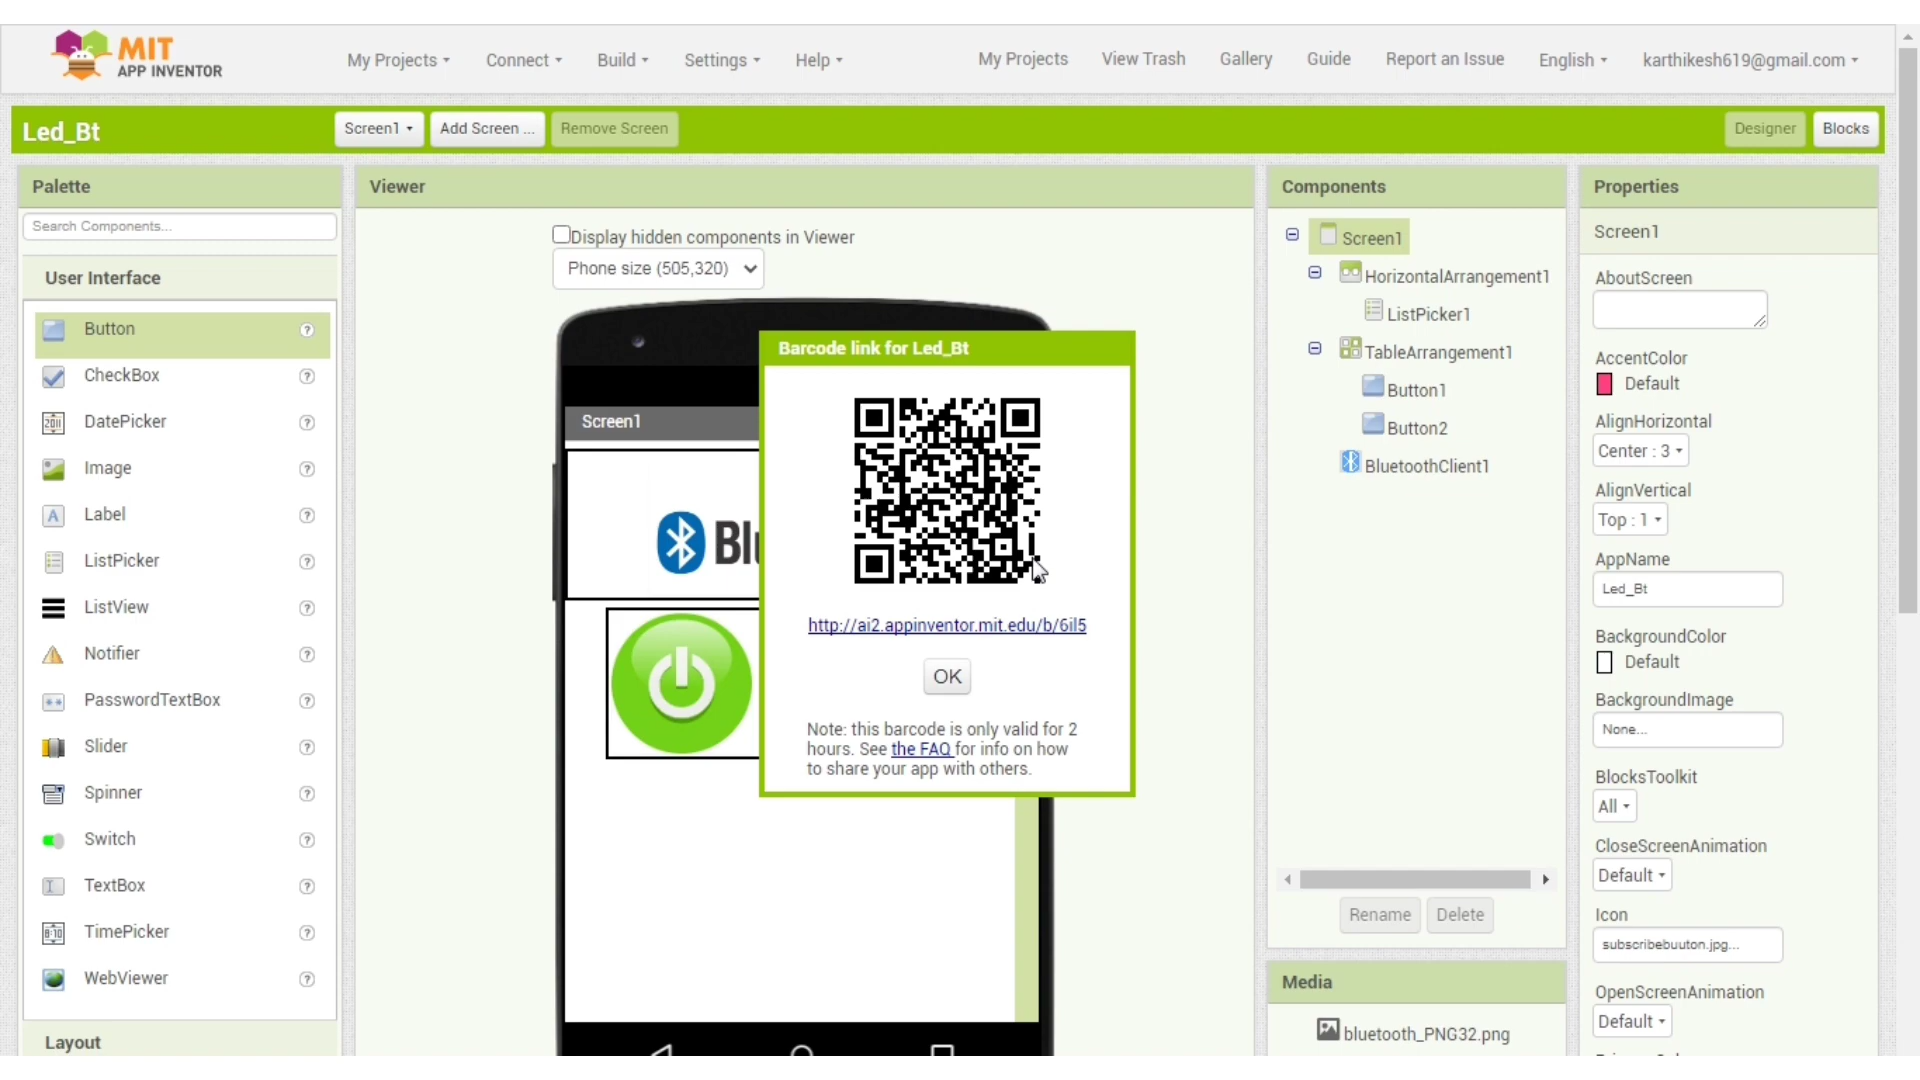 MIT
APP INVENTOR
My Projects
Connect
Build
Settings
Help
My Projects
View Trash
Gallery
Guide
Report an Issue
English
karthikesh619@gmail.com
Led_Bt
Screen1
Add Screen ...
Remove Screen
Designer
Blocks
Palette
Search Components...
User Interface
Button
CheckBox
DatePicker
Image
Label
ListPicker
ListView
Notifier
PasswordTextBox
Slider
Spinner
Switch
TextBox
TimePicker
WebViewer
Layout
Viewer
Display hidden components in Viewer
Phone size (505,320)
Screen1
Blu
Barcode link for Led_Bt
http://ai2.appinventor.mit.edu/b/6il5
OK
Note: this barcode is only valid for 2
hours. See the FAQ for info on how
to share your app with others.
Components
Screen1
HorizontalArrangement1
ListPicker1
TableArrangement1
Button1
Button2
BluetoothClient1
Rename
Delete
Media
bluetooth_PNG32.png
Properties
Screen1
AboutScreen
AccentColor
Default
AlignHorizontal
Center : 3
AlignVertical
Top : 1
AppName
Led_Bt
BackgroundColor
Default
BackgroundImage
None...
BlocksToolkit
All
CloseScreenAnimation
Default
Icon
subscribebuuton.jpg...
OpenScreenAnimation
Default